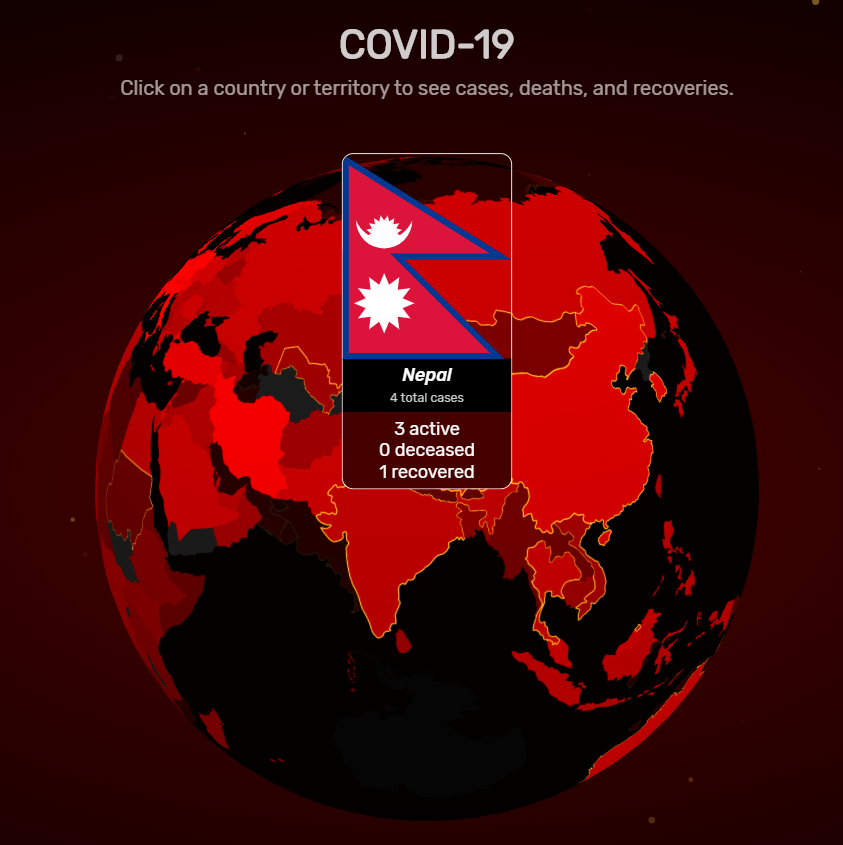 COVID-19
Click on a country or territory to see cases, deaths, and recoveries.
Nepal
4 total cases
3 active
0 deceased
1 recovered